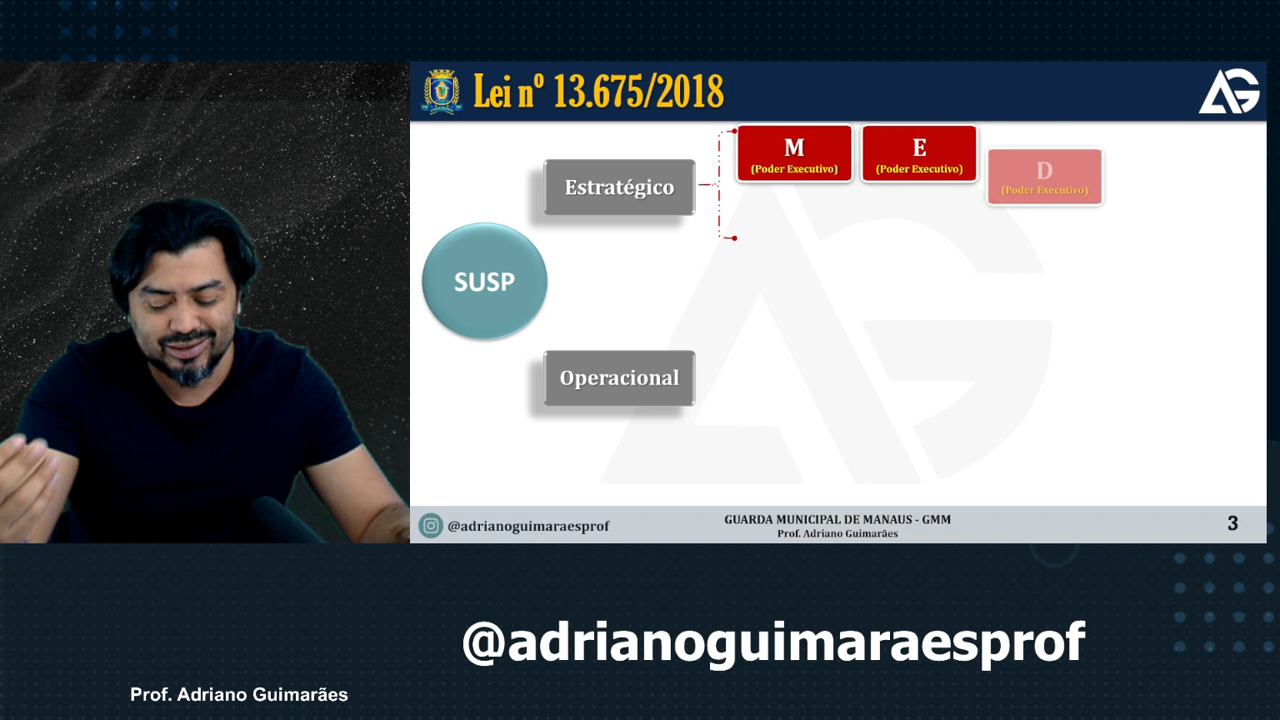 Lei nº 13.675/2018
AG
M
(Poder Executivo)
E
(Poder Executivo)
D
(Poder Executivo)
Estratégico
SUSP
Operacional
@adrianoguimaraesprof
GUARDA MUNICIPAL DE MANAUS - GMM
Prof. Adriano Guimarães
3
@adrianoguimaraesprof
Prof. Adriano Guimarães